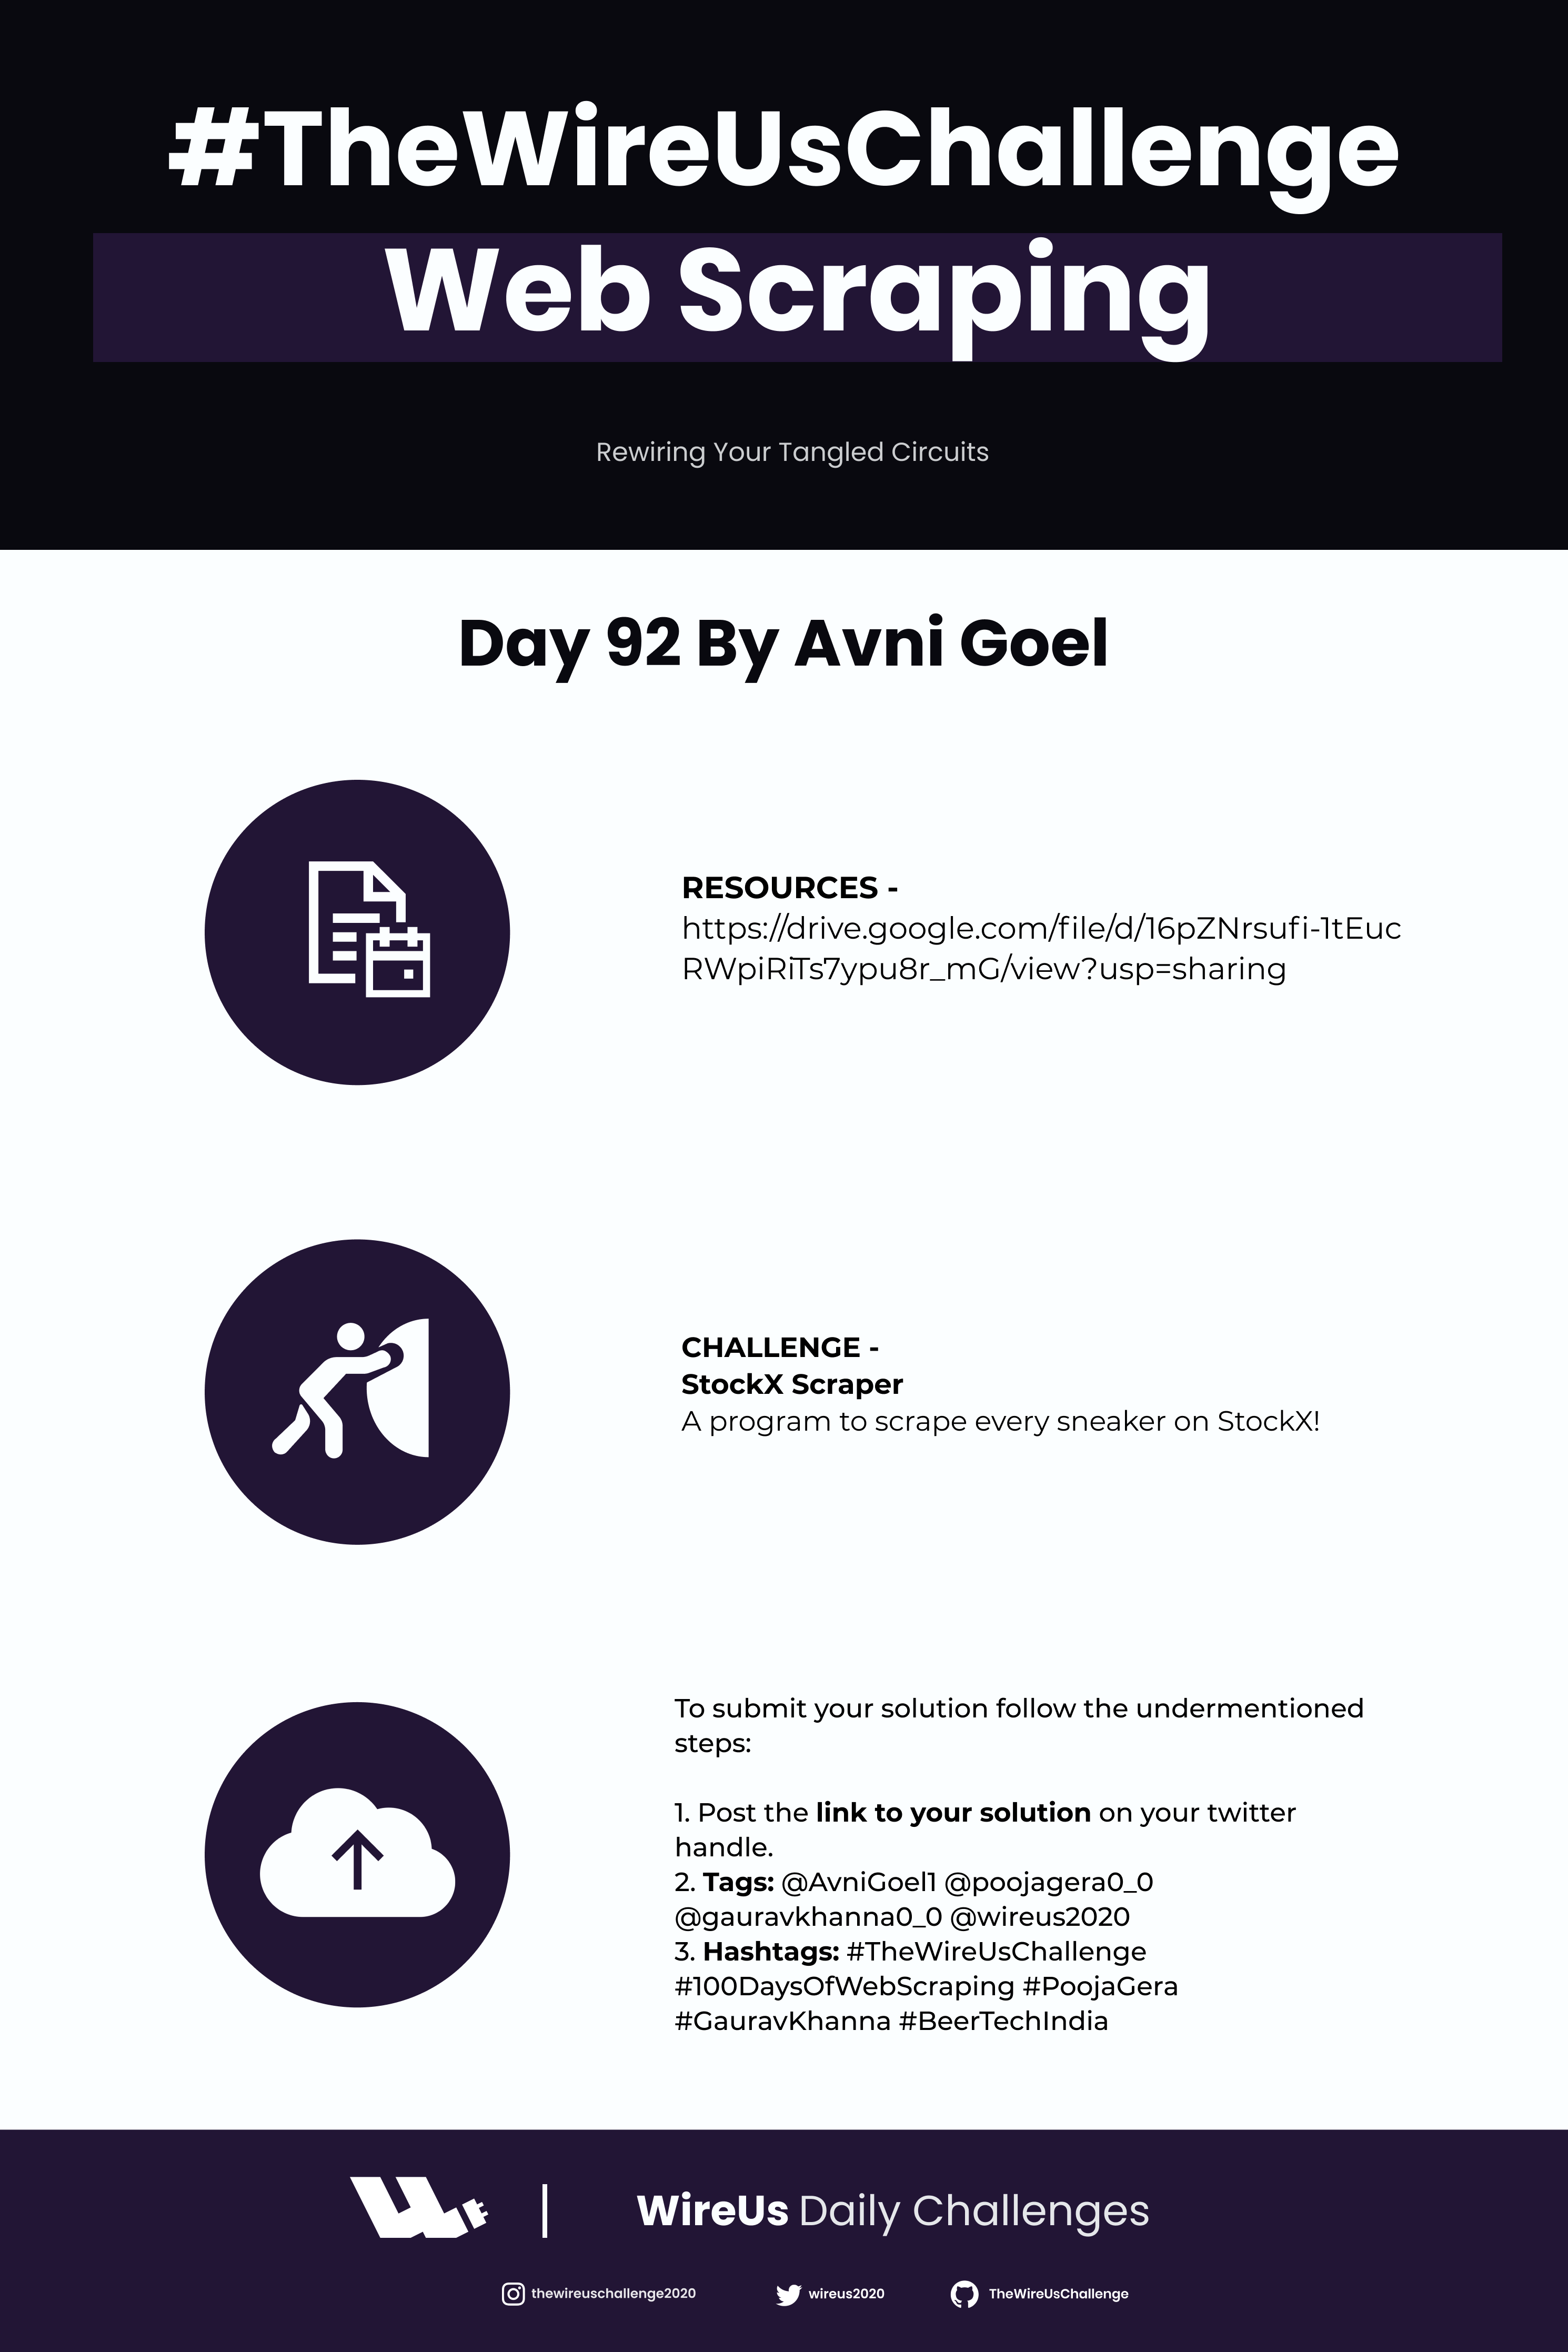 #TheWireUsChallenge
Web Scraping
Rewiring Your Tangled Circuits
Day 92 By Avni Goel
RESOURCES -
https://drive.google.com/file/d/16pZNrsufi-1tEuc
RWpiRiTs7ypu8r_mG/view?usp=sharing
CHALLENGE -
StockX Scraper
A program to scrape every sneaker on StockX!
To submit your solution follow the undermentioned
steps:
1. Post the link to your solution on your twitter
handle.
2. Tags: @AvniGoel1 @poojagera0_0
@gauravkhanna0_0 @wireus2020
3. Hashtags: #TheWireUsChallenge
#100DaysOfWebScraping #PoojaGera
#GauravKhanna #BeerTechIndia
WireUs Daily Challenges
thewireuschallenge2020
wireus2020
TheWireUsChallenge